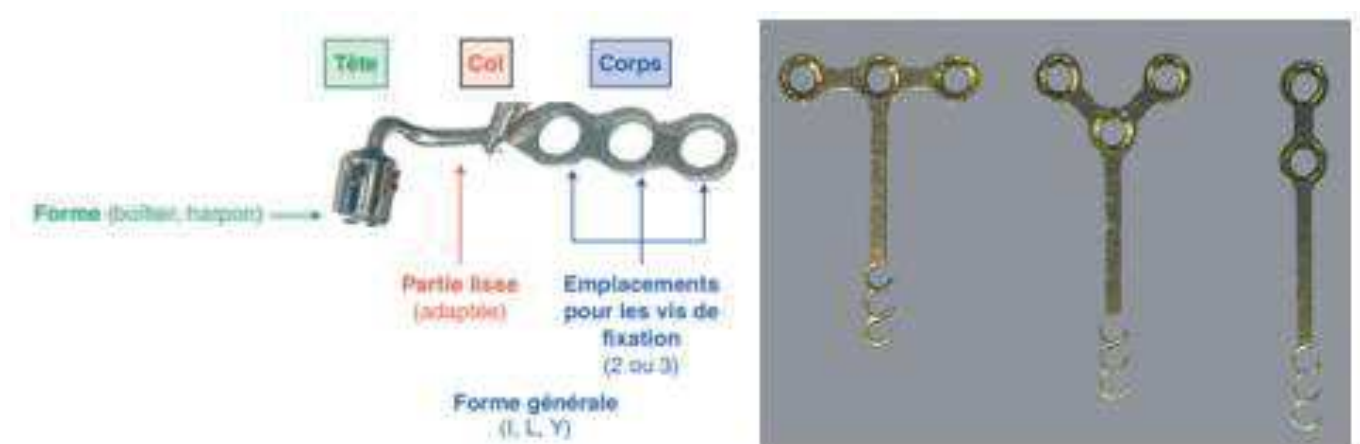 Tête
Col
Corps
Forme (boîtier, harpon)
Partie lisse
(adaptée)
Emplacements
pour les vis de
fixation
(2 ou 3)
Forme générale
(I, L, Y)